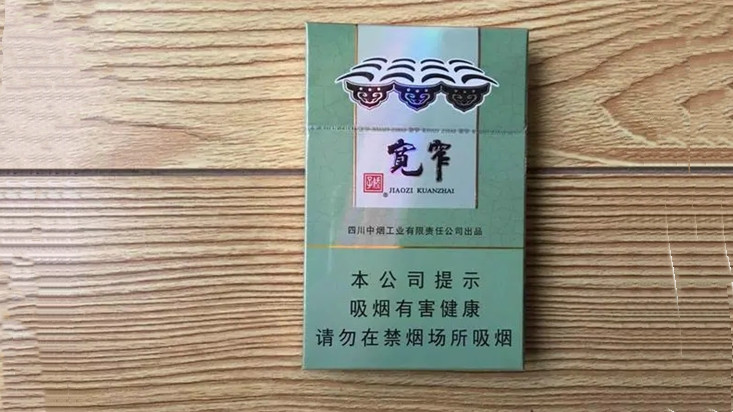 宽窄
娇子
® JIAOZI KUANZHAI
四川中烟工业有限责任公司出品
本公司提示
吸烟有害健康
请勿在禁烟场所吸烟